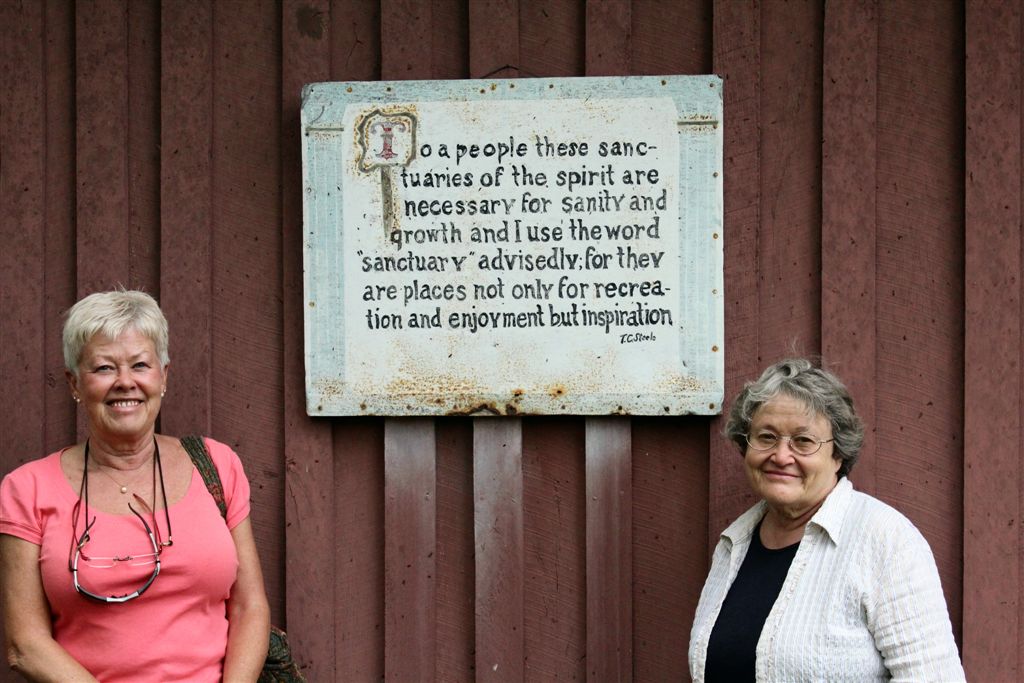 To a people these sanc-
tuaries of the spirit are
necessary for sanity and
growth and I use the word
"sanctuary" advisedly; for they
are places not only for recrea-
tion and enjoyment but inspiration
T.C. Steele